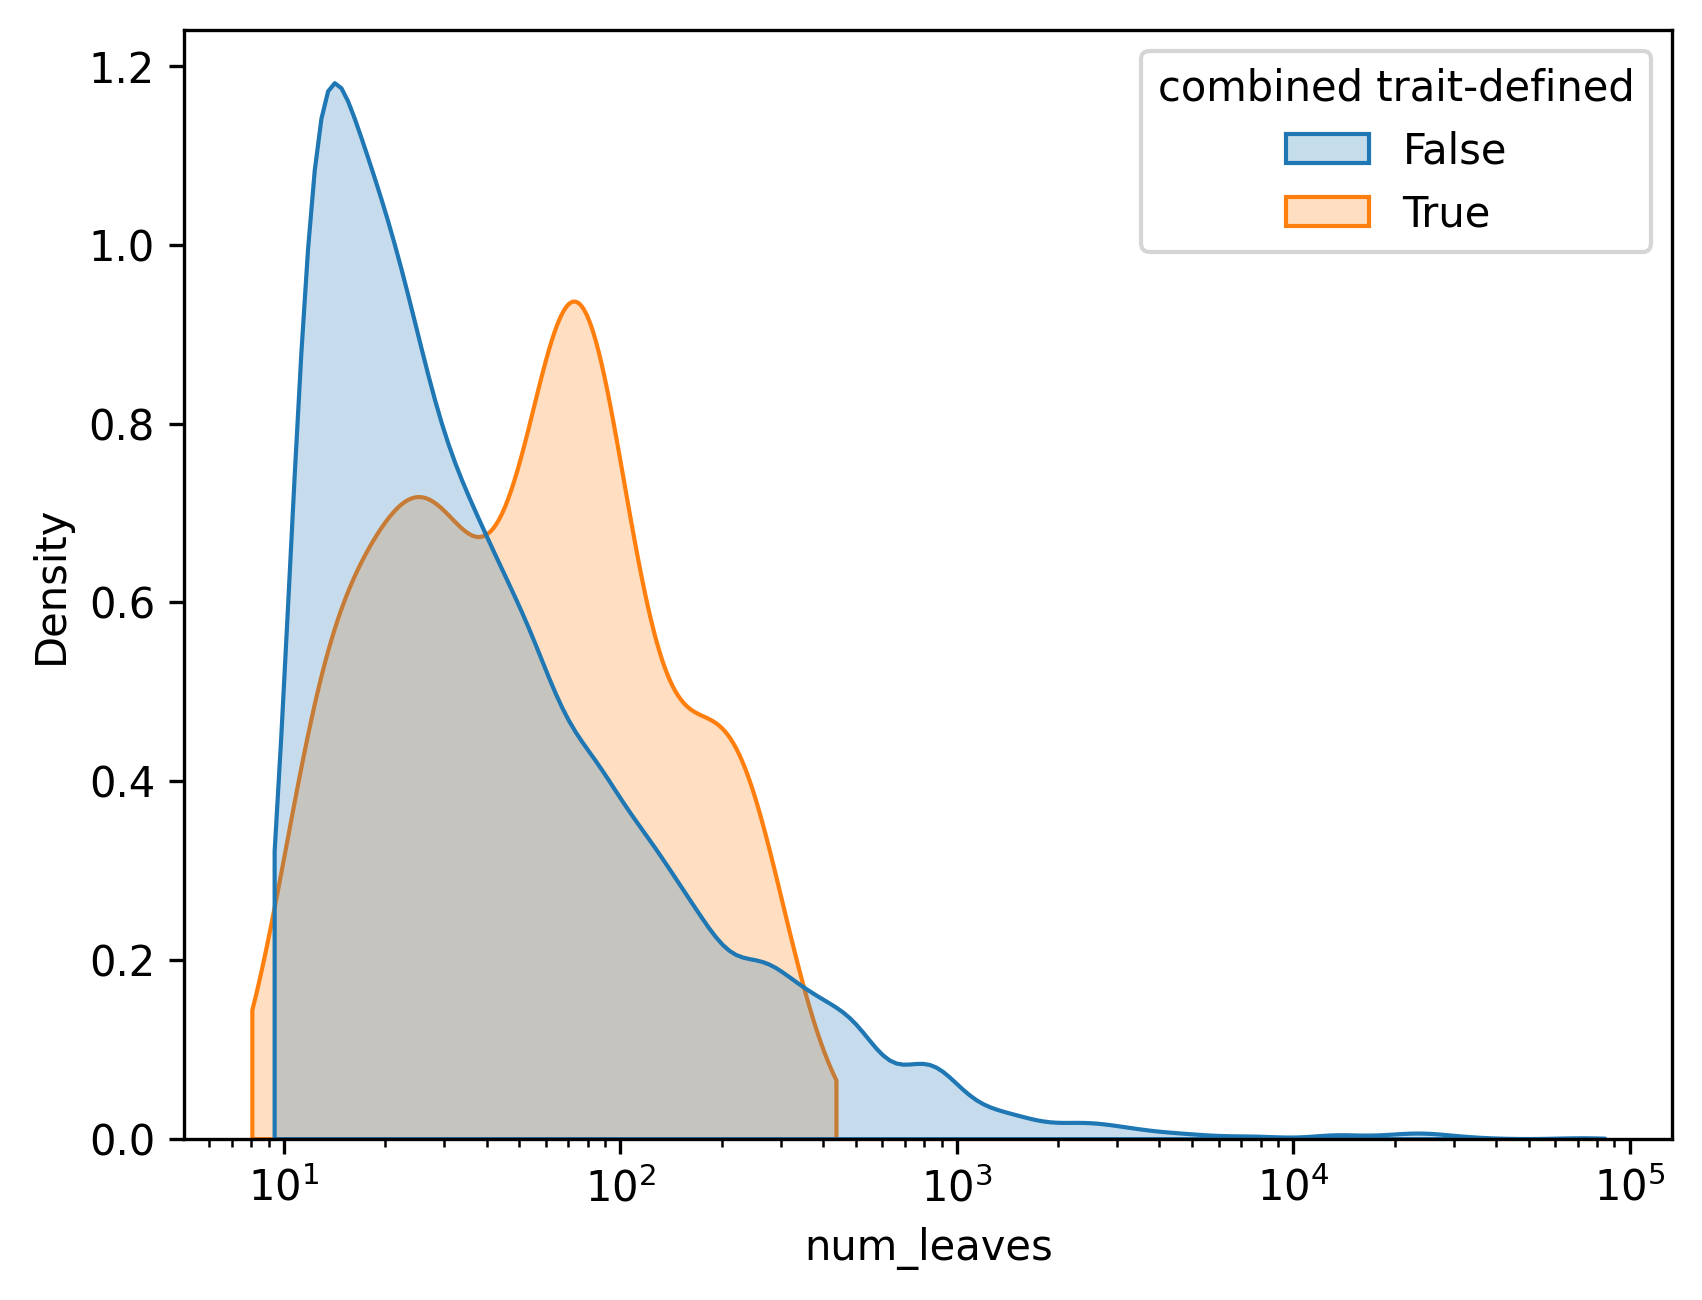 combined trait-defined
False
True
1.2
1.0
0.8
0.6
0.4
0.2
0.0
Density
10¹ 10² 10³ 10⁴ 10⁵
num_leaves